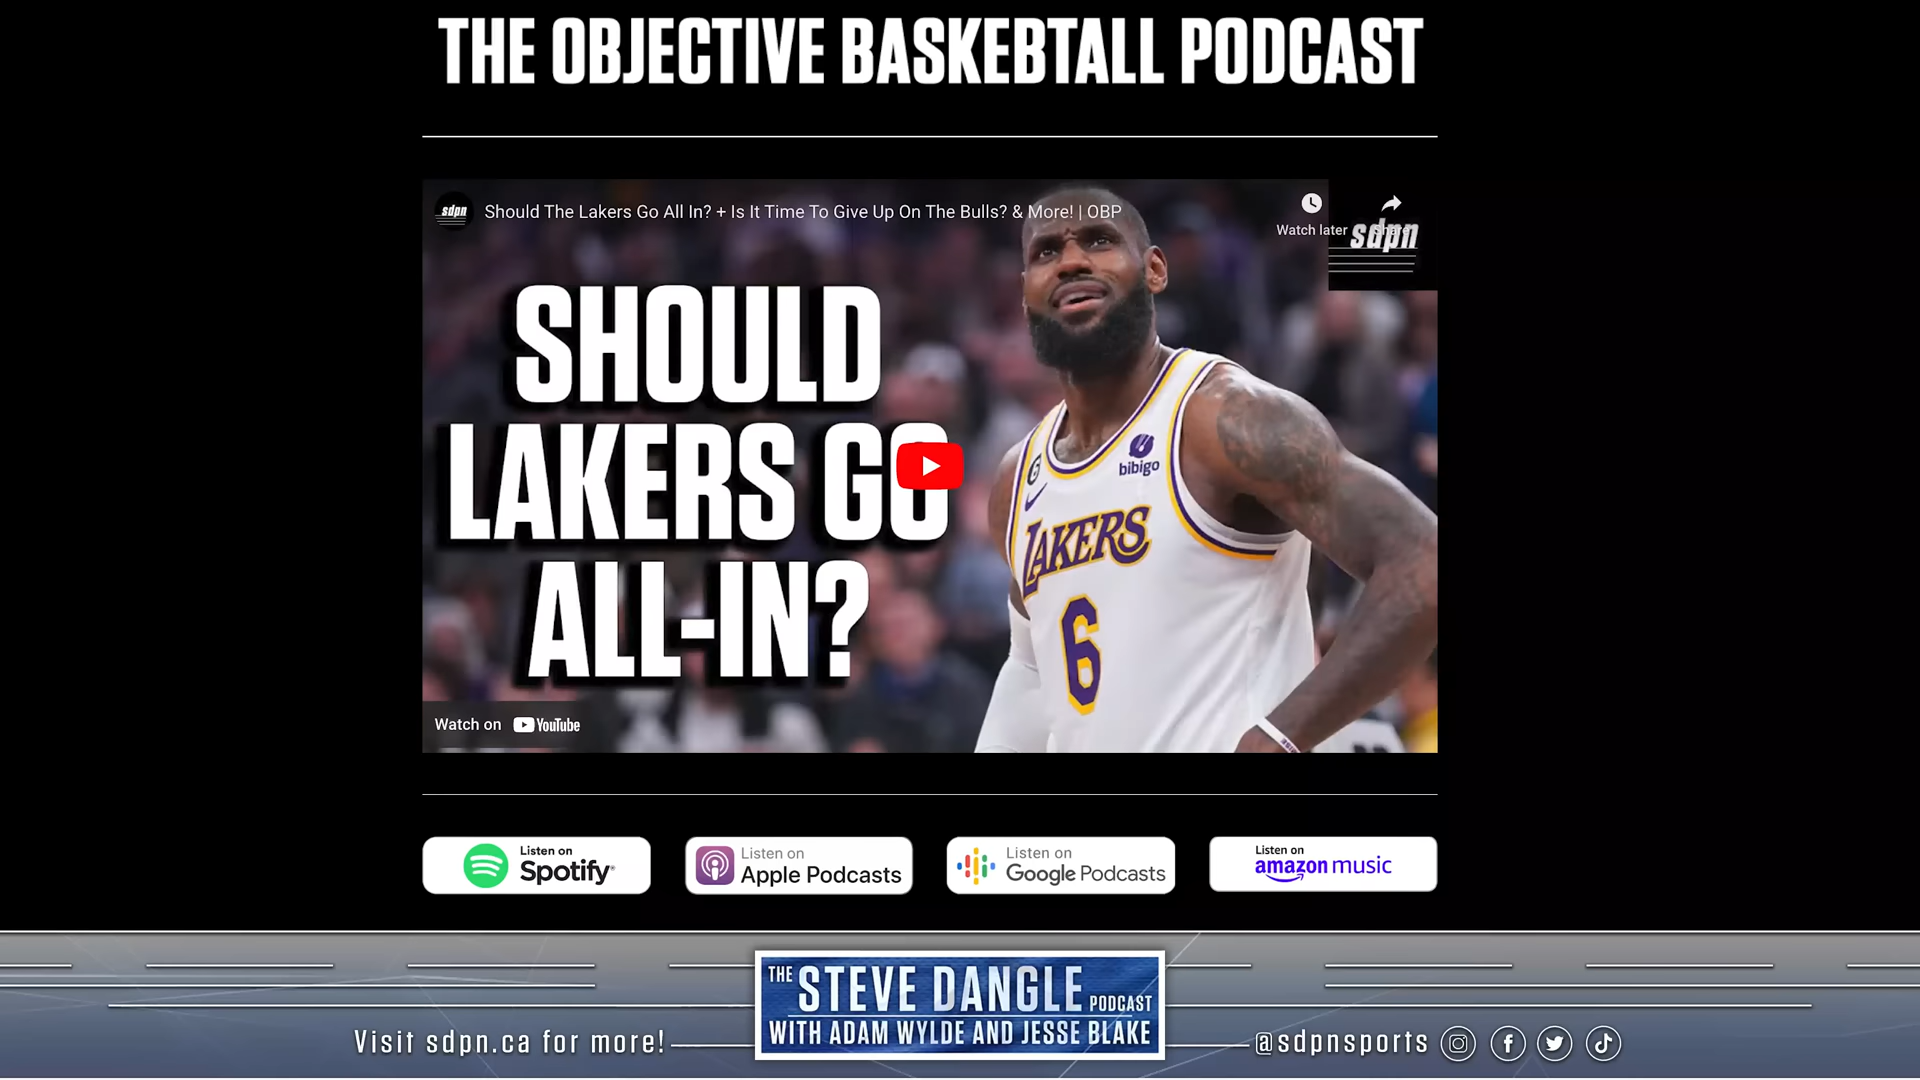 THE OBJECTIVE BASKEBTALL PODCAST
sdpn
Should The Lakers Go All In? + Is It Time To Give Up On The Bulls? & More! | OBP
Watch later
Share
sdpn
SHOULD
LAKERS GO
ALL-IN?
6
bibigo
LAKERS
6
Watch on YouTube
Listen on
Spotify
Listen on
Apple Podcasts
Listen on
Google Podcasts
Listen on
amazon music
THE STEVE DANGLE PODCAST
WITH ADAM WYLDE AND JESSE BLAKE
Visit sdpn.ca for more!
@sdpnsports